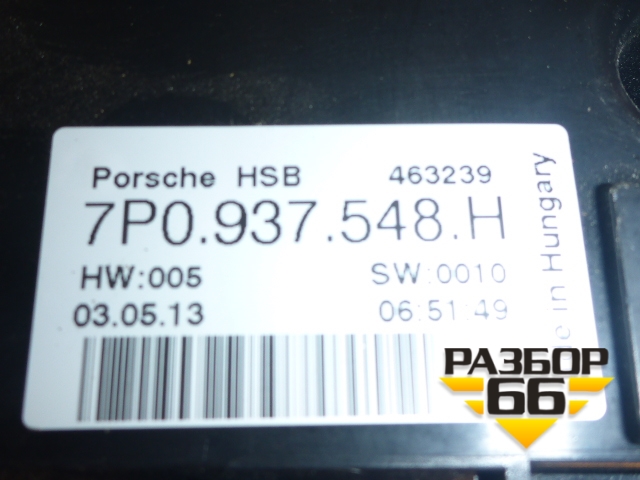 Porsche HSB 463239
7P0.937.548.H
HW:005 SW:0010
03.05.13 06:51:49
in Hungary
РАЗБОР
66